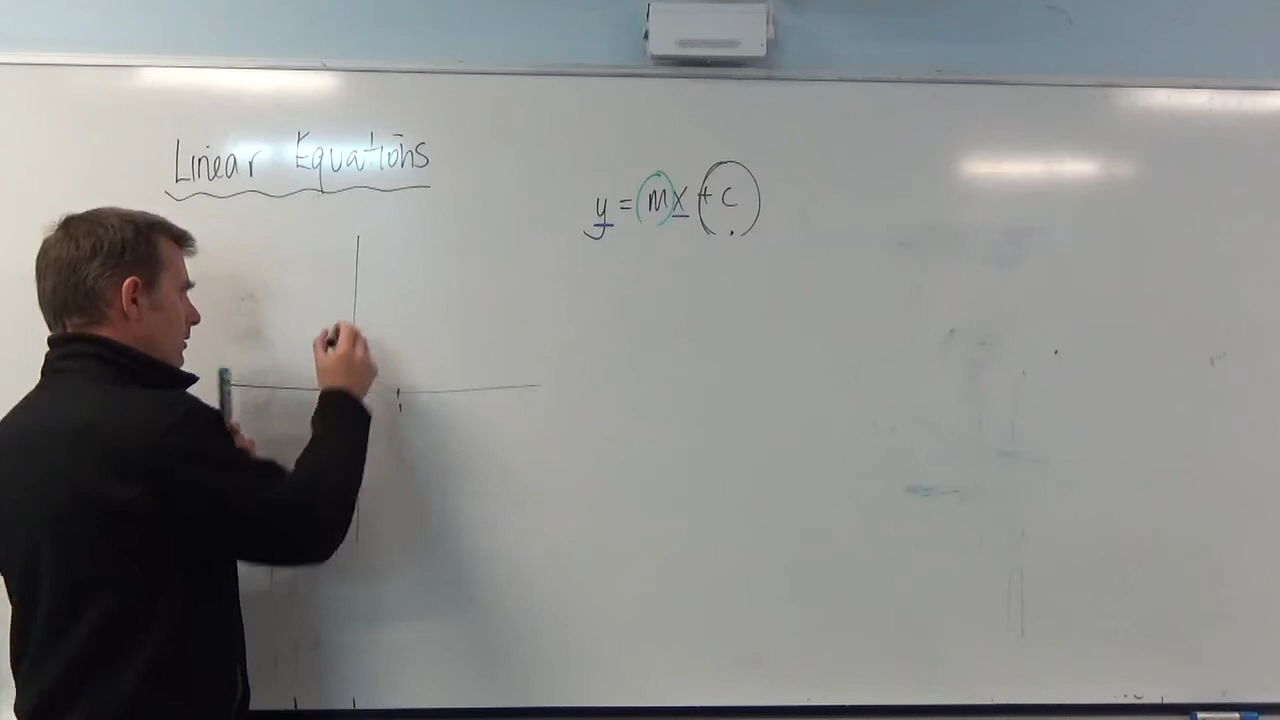 Linear Equations
y = mx + c